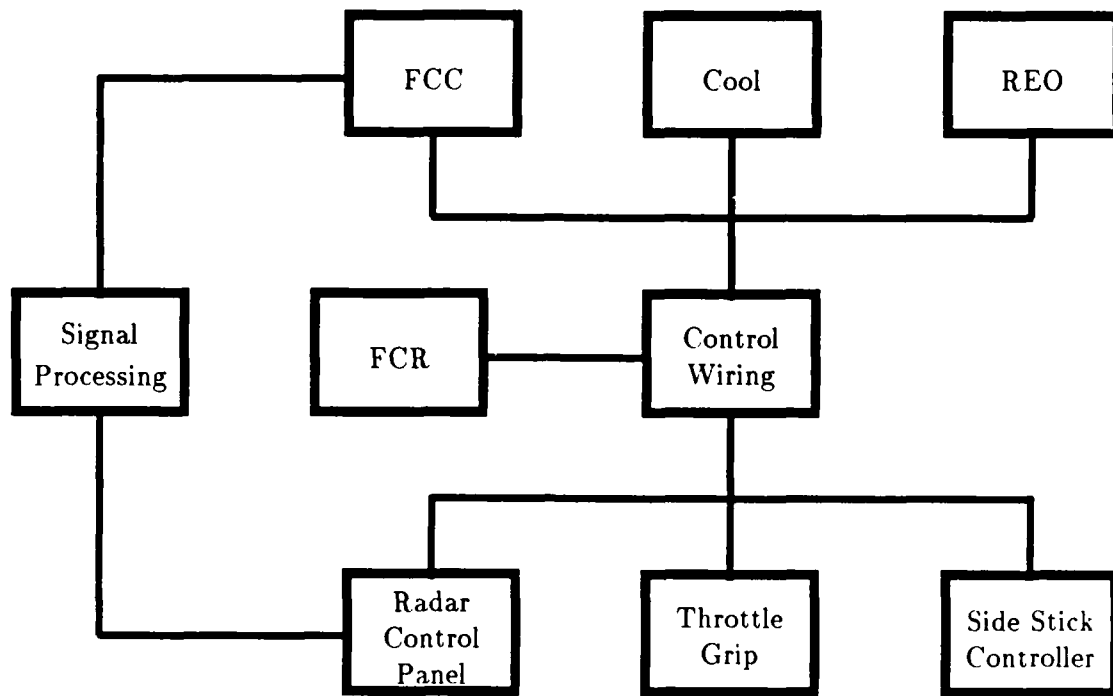 FCC
Cool
REO
Signal
Processing
FCR
Control
Wiring
Radar
Control
Panel
Throttle
Grip
Side Stick
Controller